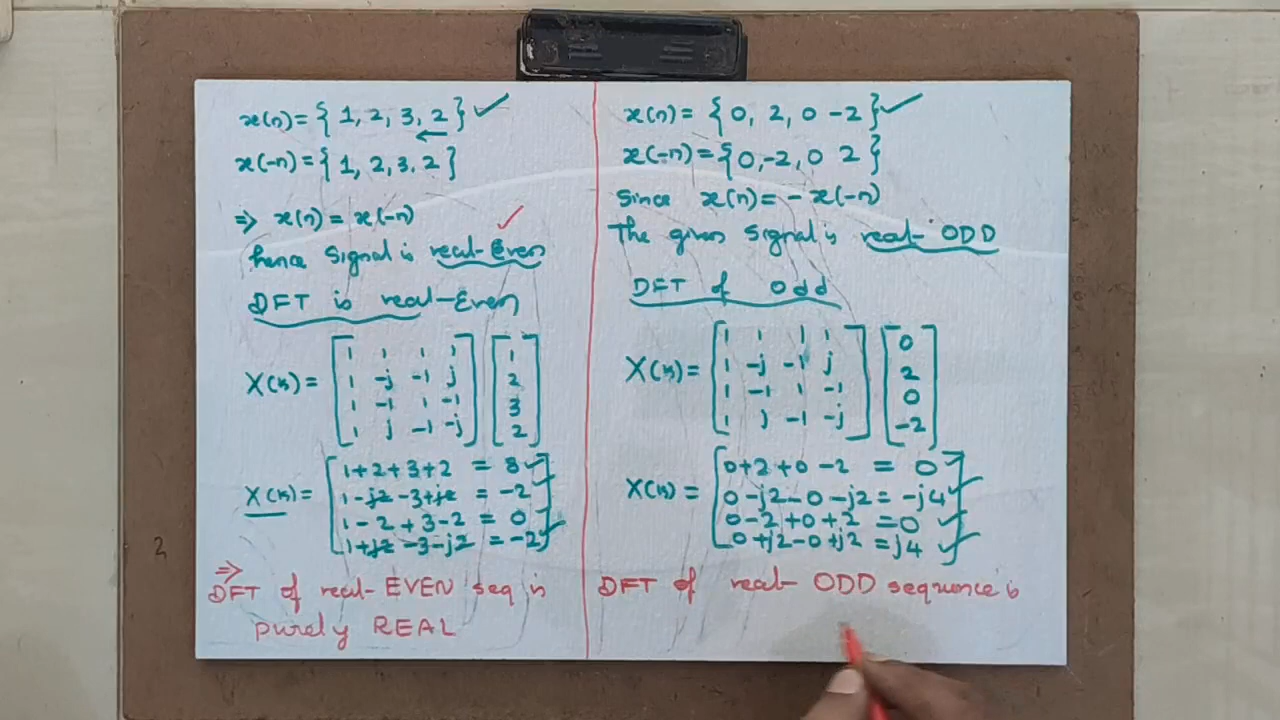 x(n) = { 1, 2, 3, 2 } ✓
←
x(-n) = { 1, 2, 3, 2 }
⇒ x(n) = x(-n)
hence Signal is real-Even ✓
DFT is real-Even
X(k) = [ 1 1 1 1 ] [ 1 ]
1 -j -1 j 2
1 -1 1 -1 3
1 j -1 -j 2
X(k) = [ 1+2+3+2 = 8 ✓
1-j2-3+j2 = -2 ✓
1-2+3-2 = 0 ✓
1+j2-3-j2 = -2 ✓ ]
⇒
DFT of real-EVEN seq is
purely REAL
x(n) = { 0, 2, 0 -2 } ✓
x(-n) = { 0, -2, 0 2 }
Since x(n) = - x(-n)
The given Signal is real-ODD
DFT of Odd
X(k) = [ 1 1 1 1 ] [ 0 ]
1 -j -1 j 2
1 -1 1 -1 0
1 j -1 -j -2
X(k) = [ 0+2+0-2 = 0 ✓
0-j2-0-j2 = -j4 ✓
0-2+0+2 = 0 ✓
0+j2-0+j2 = j4 ✓ ]
DFT of real-ODD sequence is
2